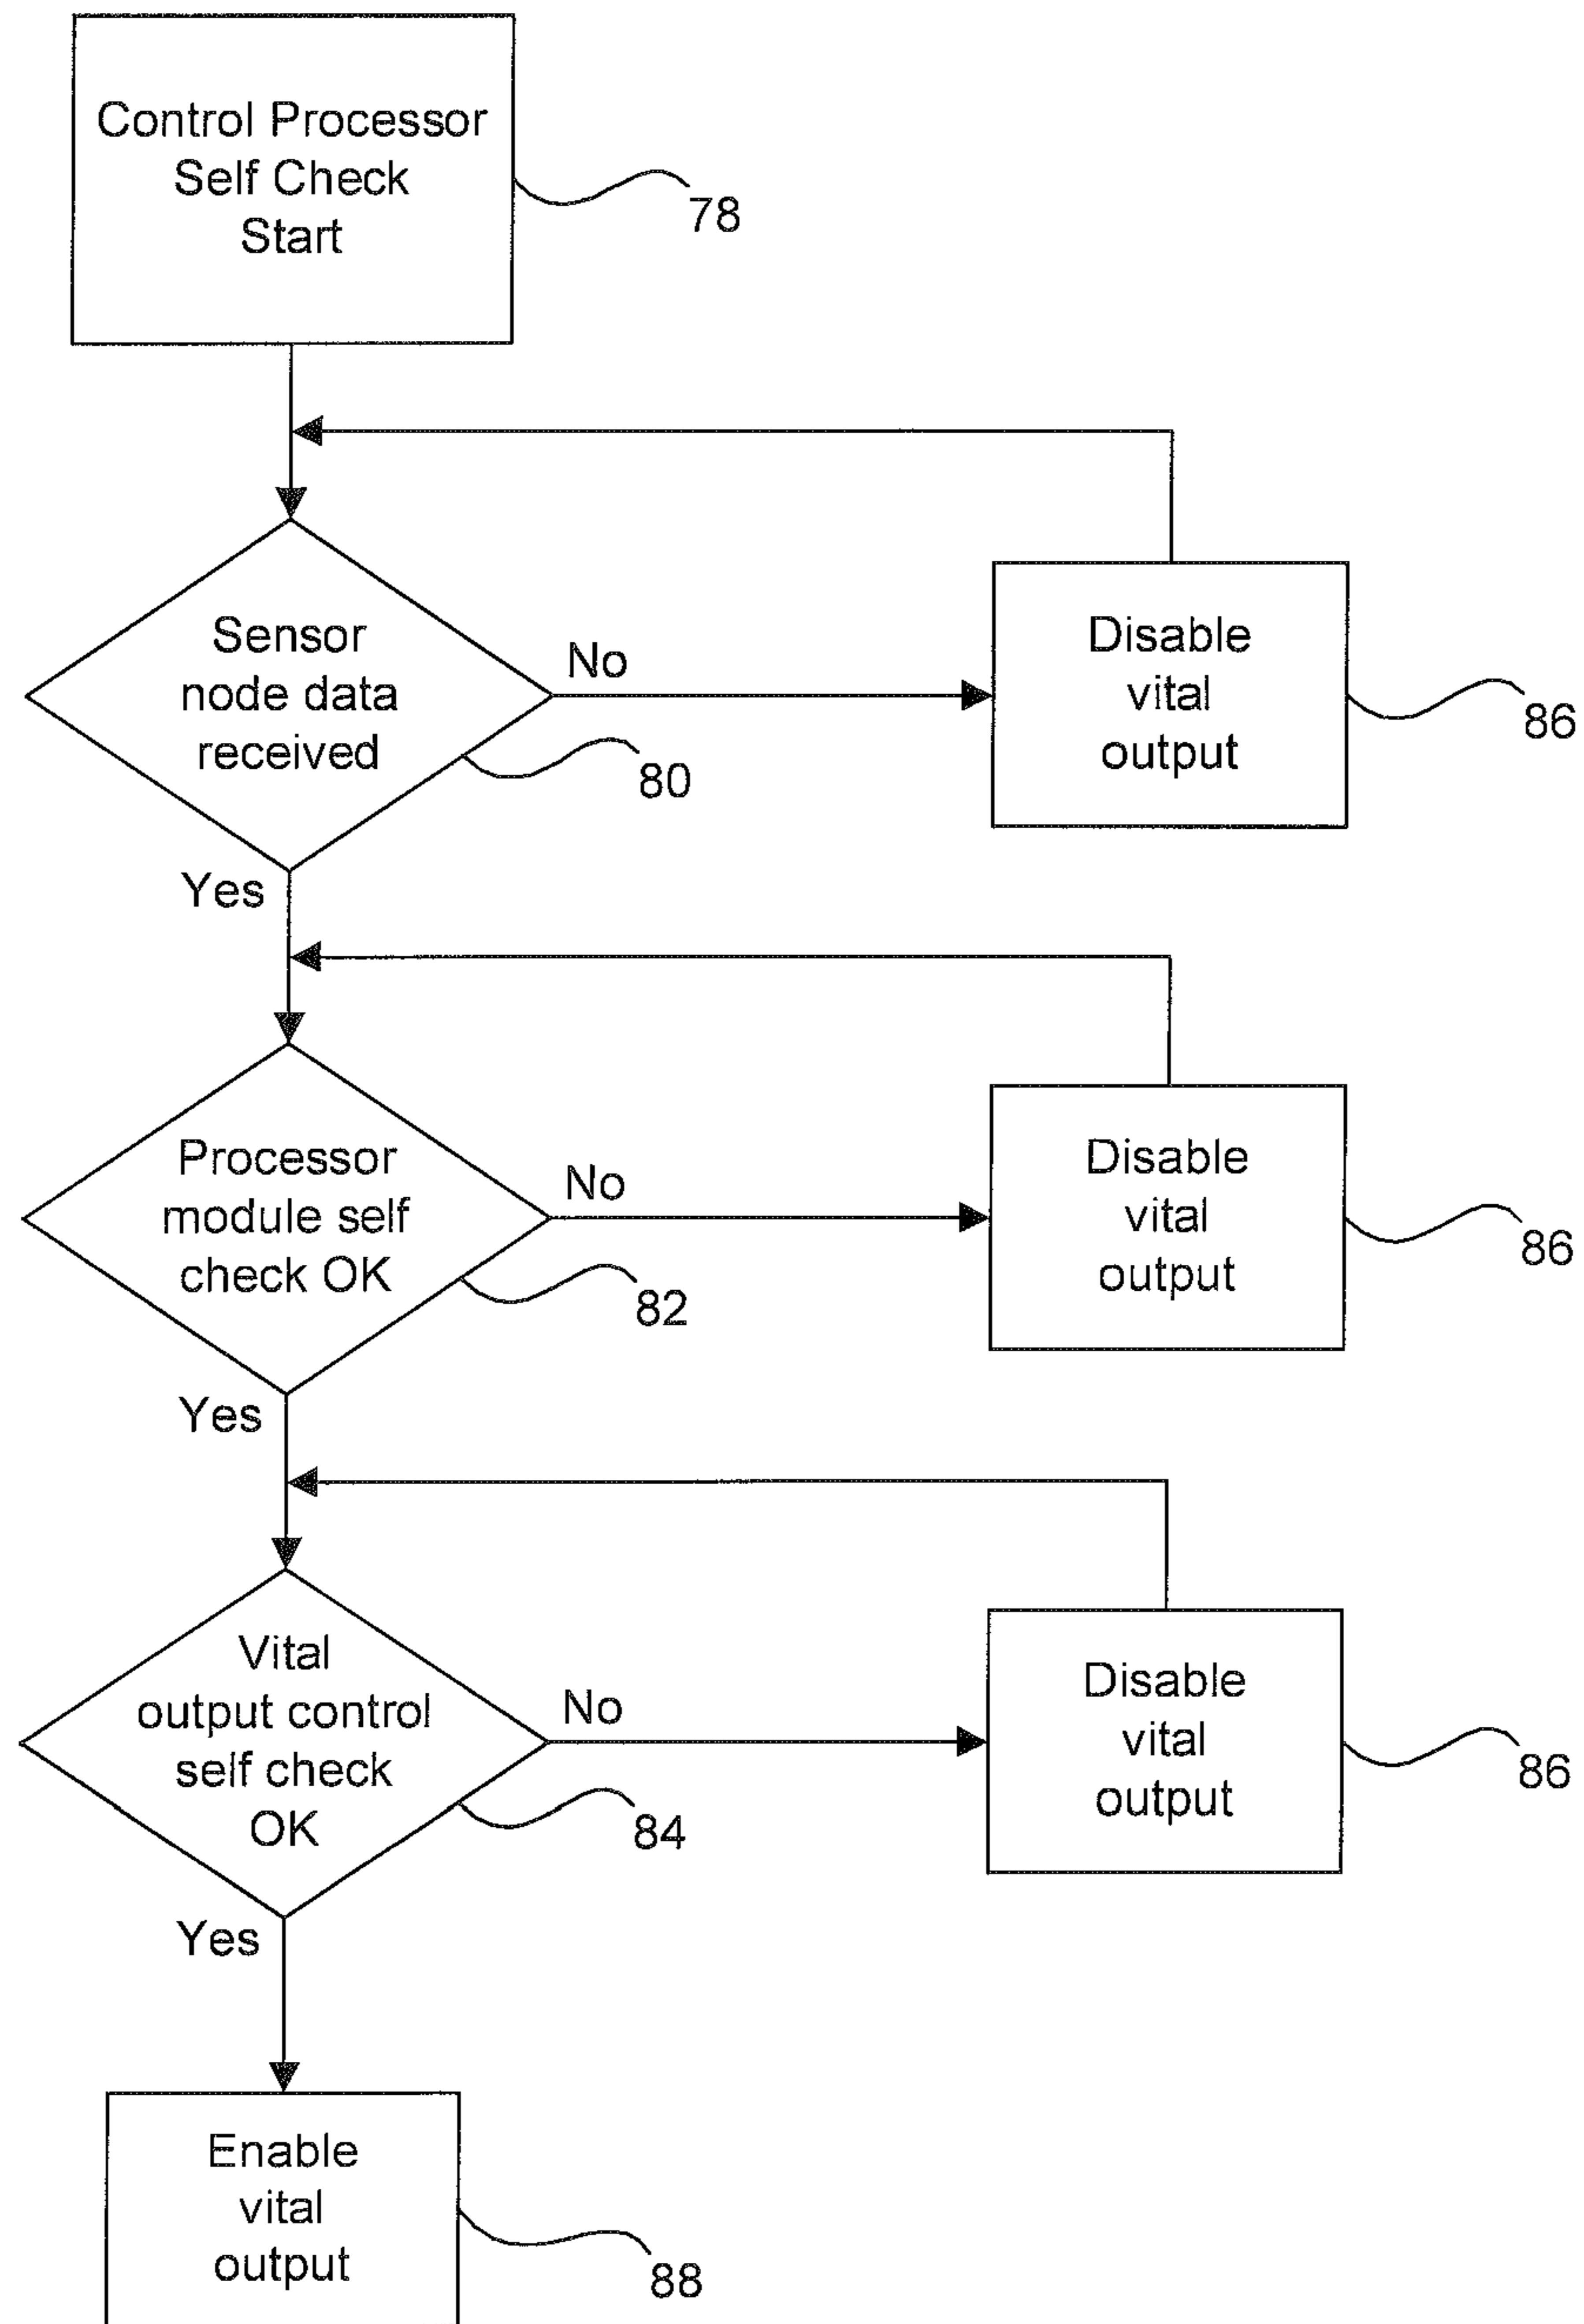 Control Processor
Self Check
Start
78
Sensor
node data
received
No
80
Disable
vital
output
86
Yes
Processor
module self
check OK
No
82
Disable
vital
output
86
Yes
Vital
output control
self check
OK
No
84
Disable
vital
output
86
Yes
Enable
vital
output
88